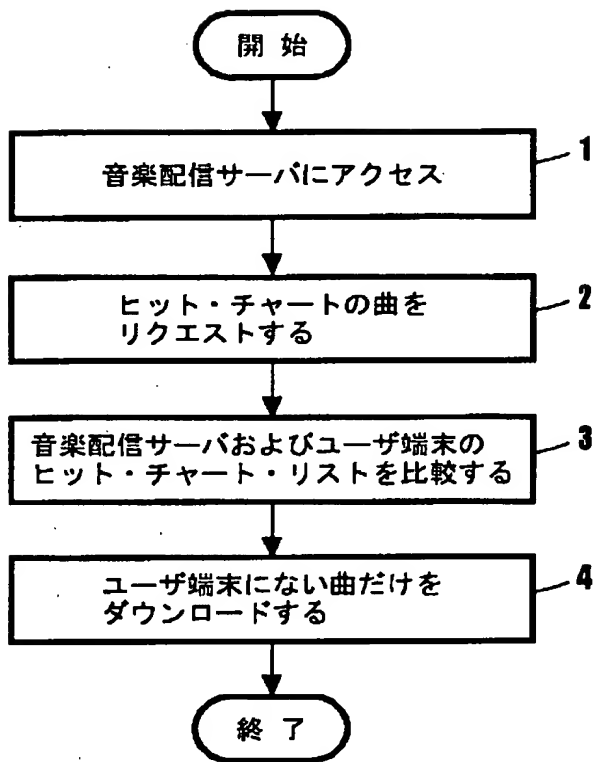 開 始
音楽配信サーバにアクセス
1
ヒット・チャートの曲を
リクエストする
2
音楽配信サーバおよびユーザ端末の
ヒット・チャート・リストを比較する
3
ユーザ端末にない曲だけを
ダウンロードする
4
終 了